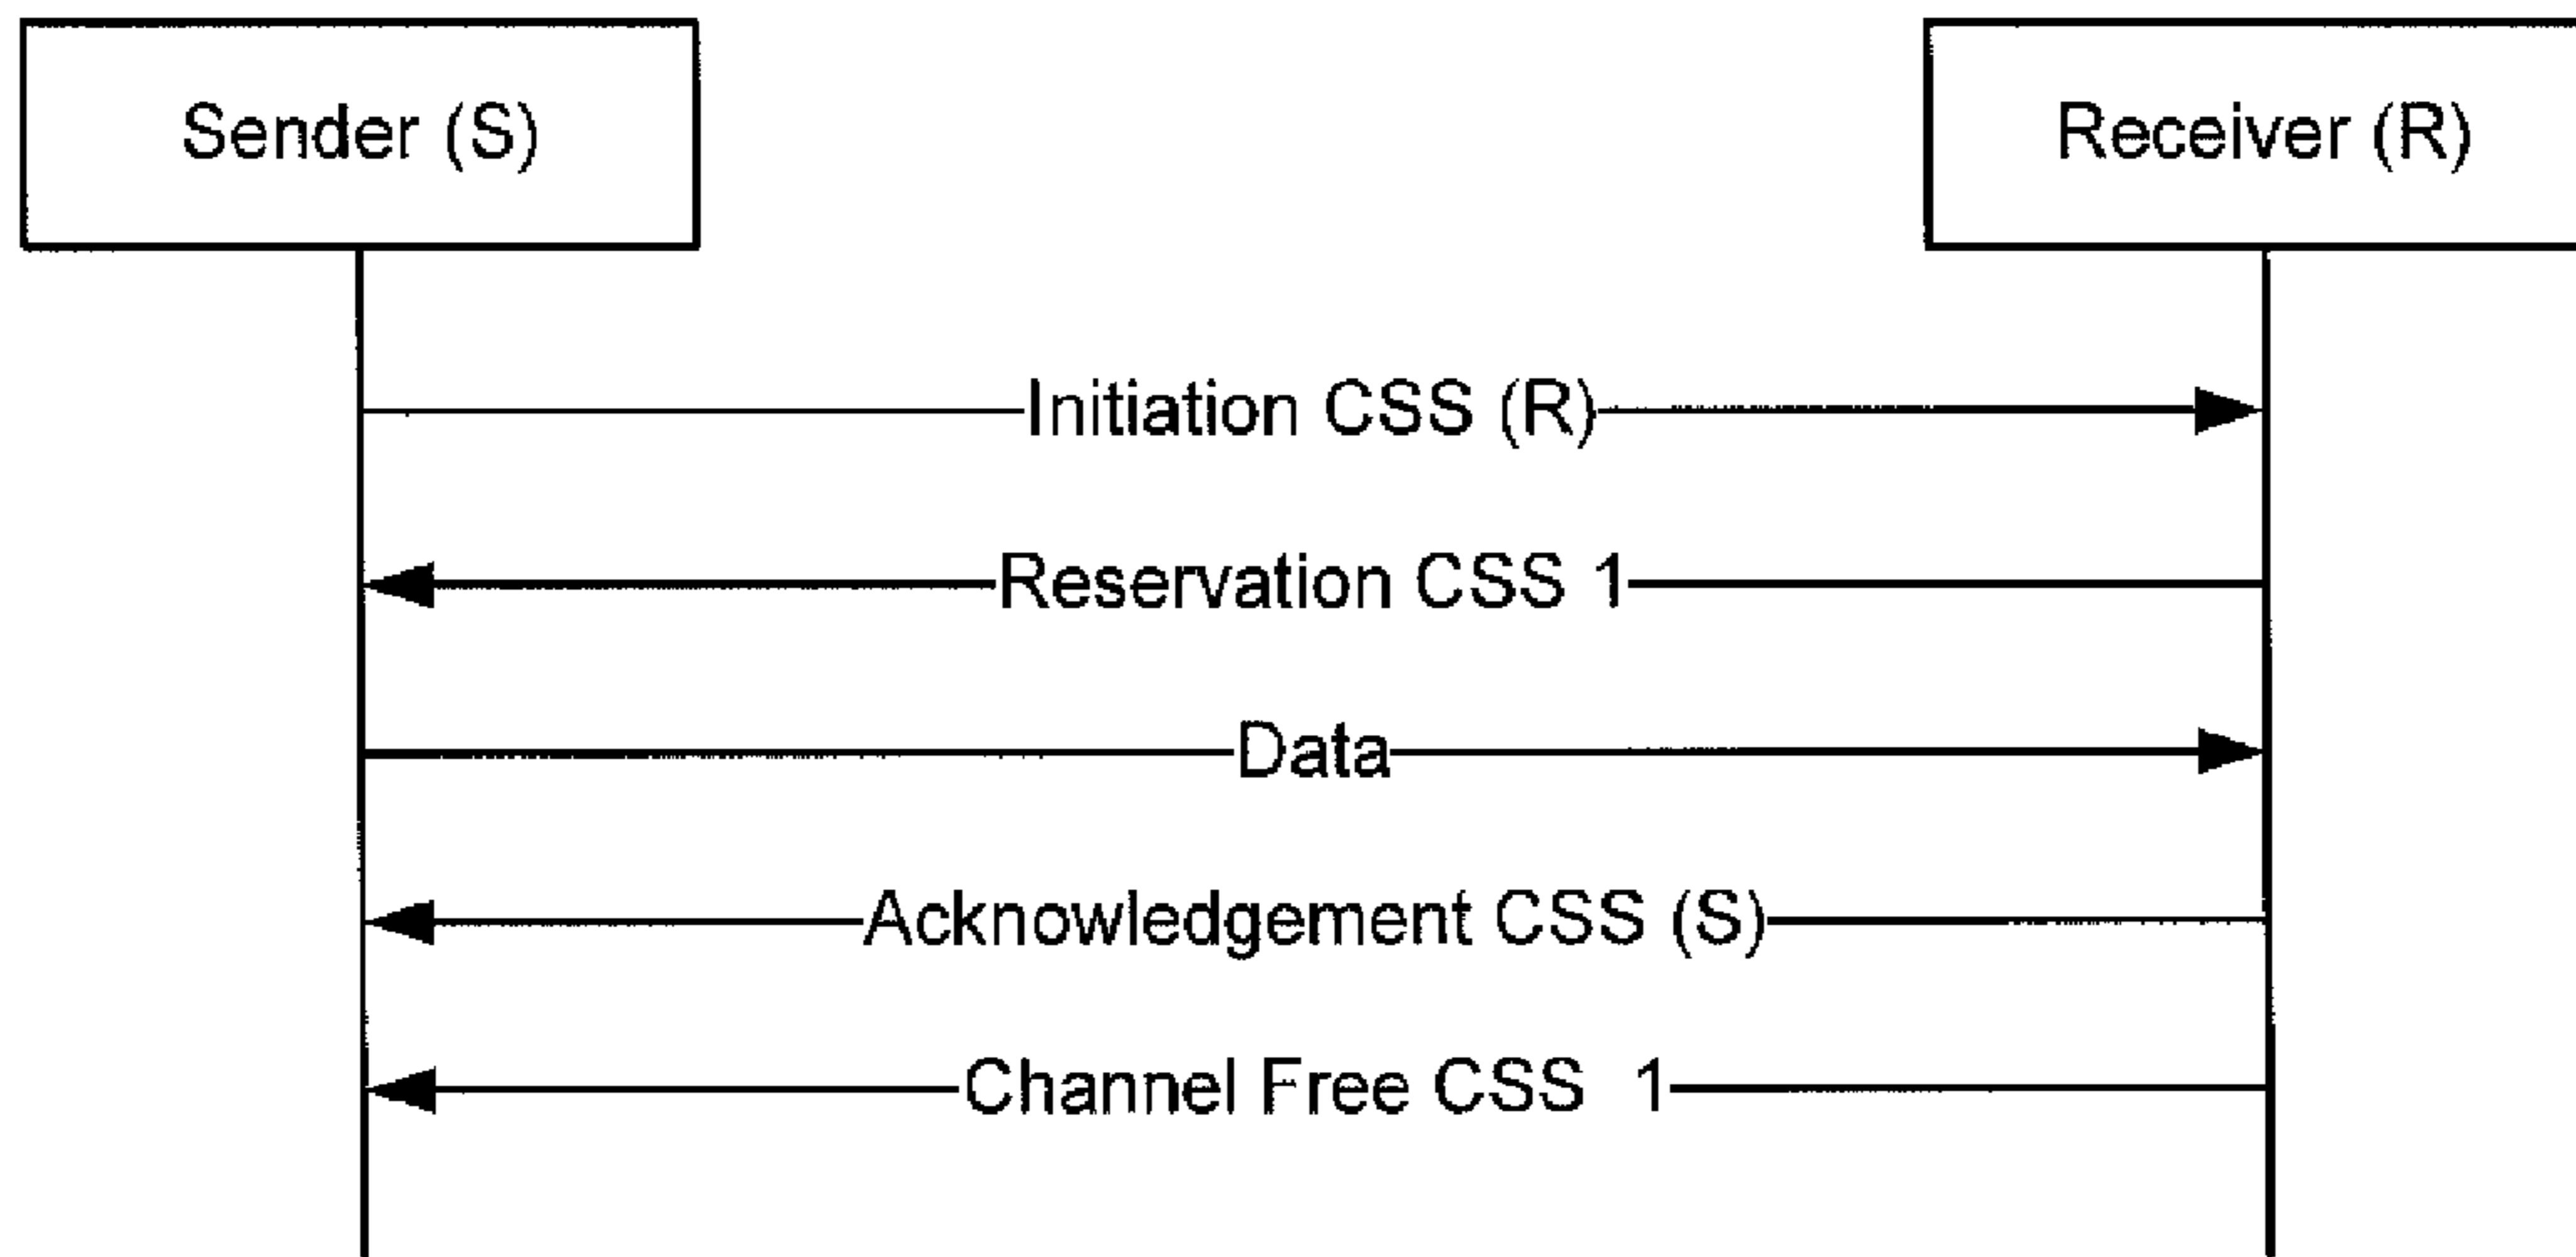 Sender (S)
Receiver (R)
Initiation CSS (R)
Reservation CSS 1
Data
Acknowledgement CSS (S)
Channel Free CSS 1